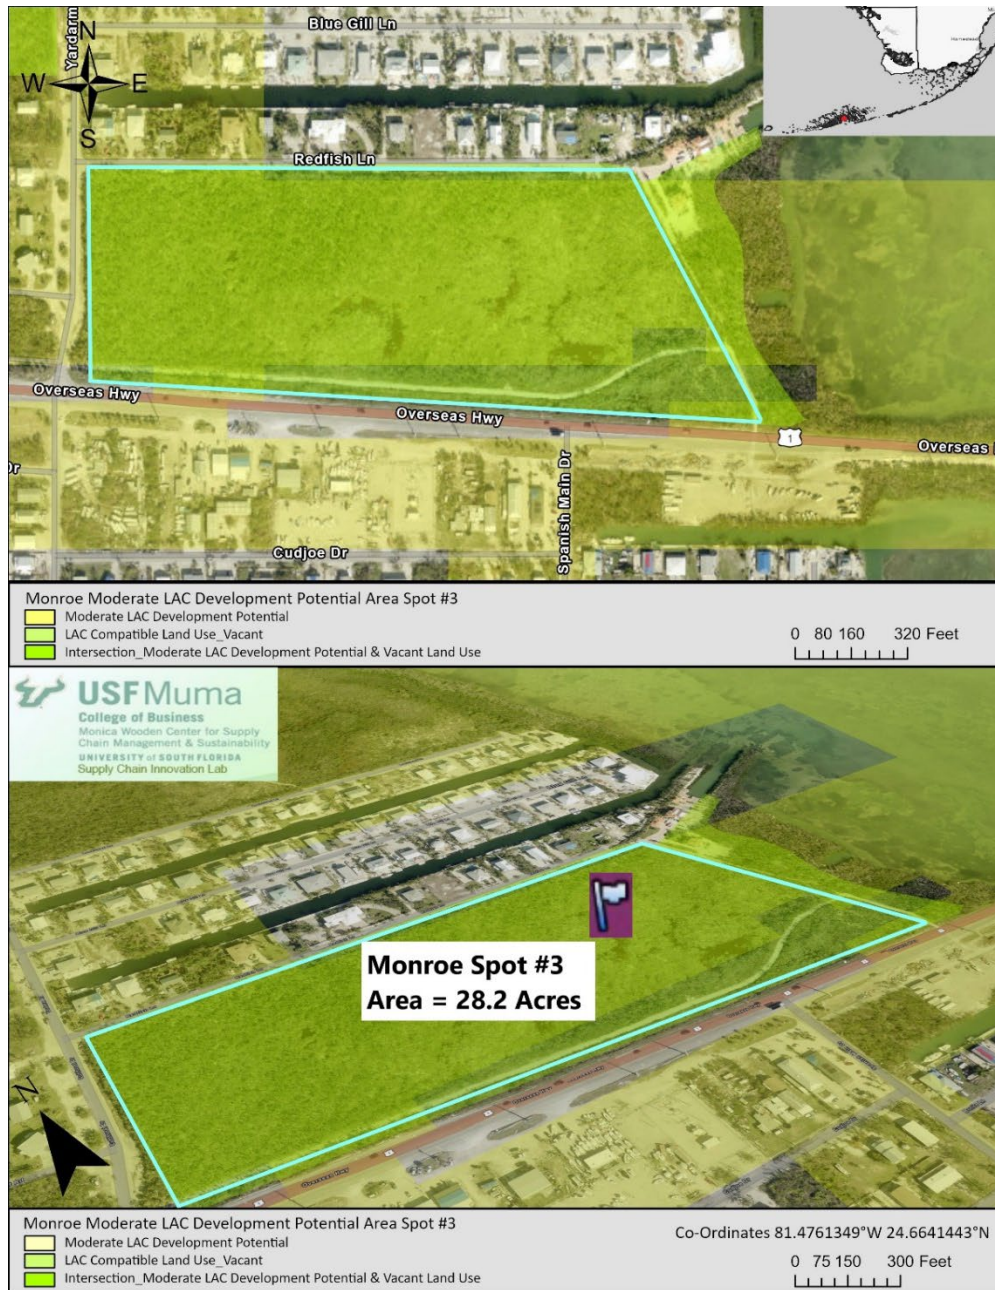 Blue Gill Ln
Yardarm
N
W E
S
Homestead
Redfish Ln
Overseas Hwy
Overseas Hwy
1
Overseas
Dr
Spanish Main Dr
Cudjoe Dr
Monroe Moderate LAC Development Potential Area Spot #3
Moderate LAC Development Potential
LAC Compatible Land Use_Vacant
Intersection_Moderate LAC Development Potential & Vacant Land Use
0 80 160 320 Feet
USF Muma
College of Business
Monica Wooden Center for Supply
Chain Management & Sustainability
UNIVERSITY of SOUTH FLORIDA
Supply Chain Innovation Lab
Monroe Spot #3
Area = 28.2 Acres
N
Overseas Hwy
Monroe Moderate LAC Development Potential Area Spot #3
Moderate LAC Development Potential
LAC Compatible Land Use_Vacant
Intersection_Moderate LAC Development Potential & Vacant Land Use
Co-Ordinates 81.4761349°W 24.6641443°N
0 75 150 300 Feet